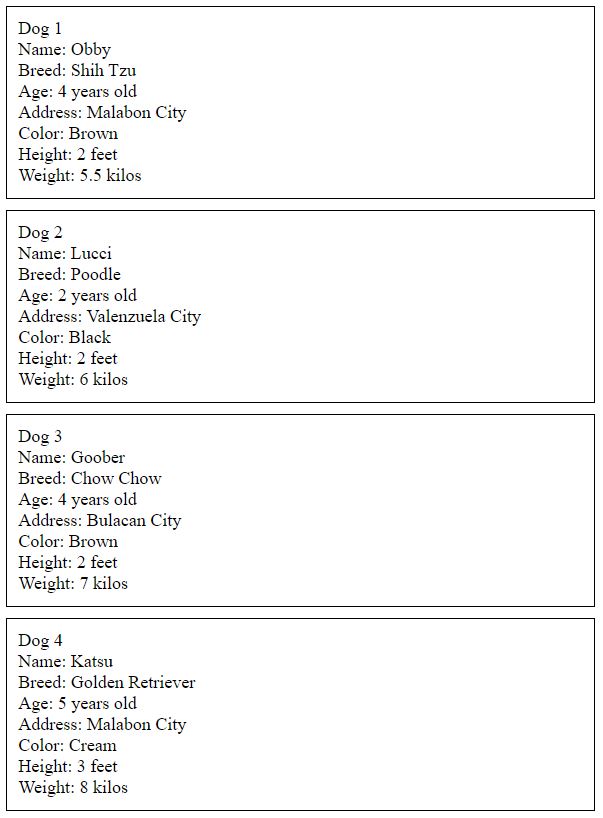 Dog 1
Name: Obby
Breed: Shih Tzu
Age: 4 years old
Address: Malabon City
Color: Brown
Height: 2 feet
Weight: 5.5 kilos
Dog 2
Name: Lucci
Breed: Poodle
Age: 2 years old
Address: Valenzuela City
Color: Black
Height: 2 feet
Weight: 6 kilos
Dog 3
Name: Goober
Breed: Chow Chow
Age: 4 years old
Address: Bulacan City
Color: Brown
Height: 2 feet
Weight: 7 kilos
Dog 4
Name: Katsu
Breed: Golden Retriever
Age: 5 years old
Address: Malabon City
Color: Cream
Height: 3 feet
Weight: 8 kilos